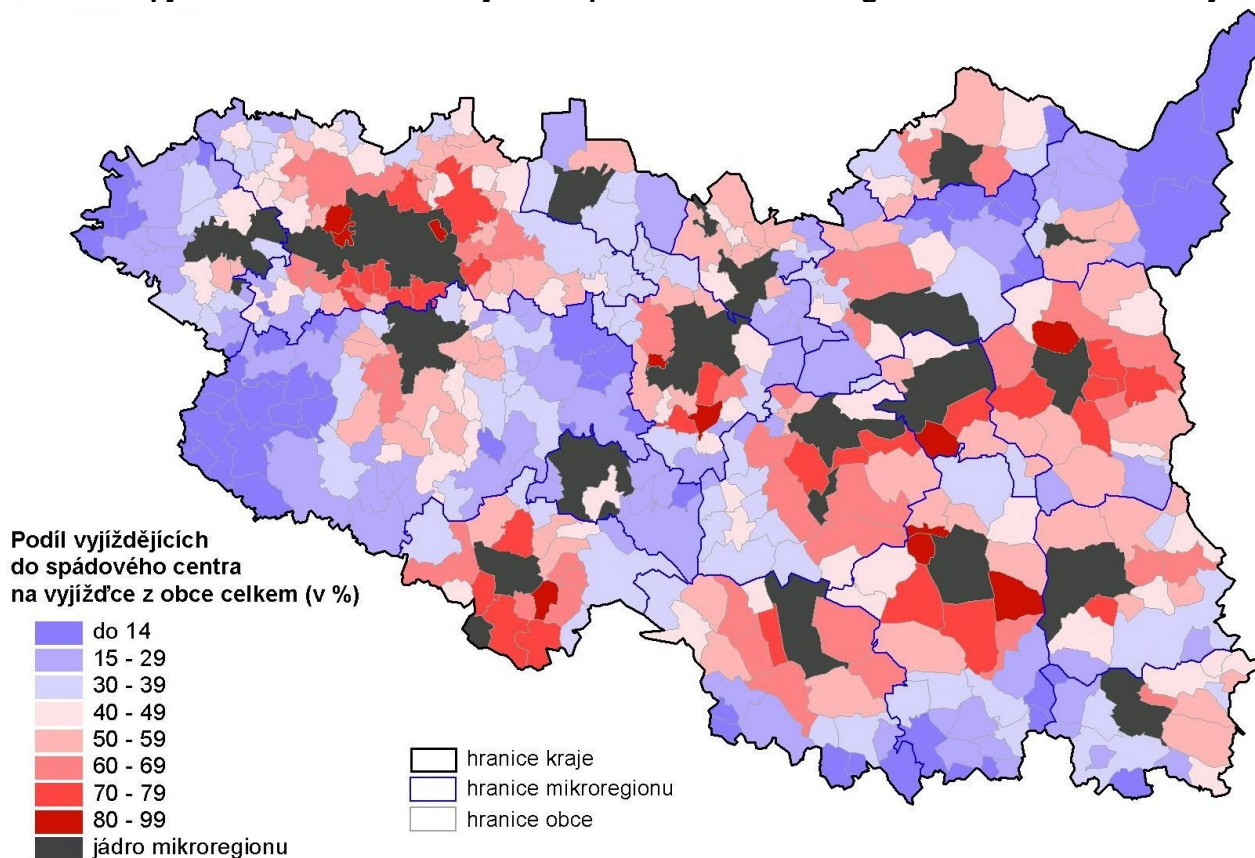 Podíl vyjíždějících
do spádového centra
na vyjížďce z obce celkem (v %)
do 14
15 - 29
30 - 39
40 - 49
50 - 59
60 - 69
70 - 79
80 - 99
jádro mikroregionu
hranice kraje
hranice mikroregionu
hranice obce